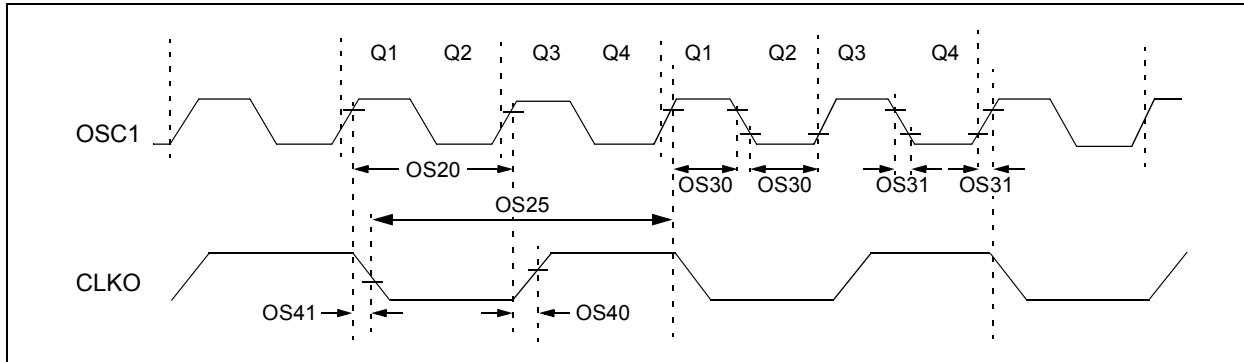 Q1 Q2 Q3 Q4 Q1 Q2 Q3 Q4
OSC1
OS20
OS30 OS30 OS31 OS31
OS25
CLKO
OS41 OS40